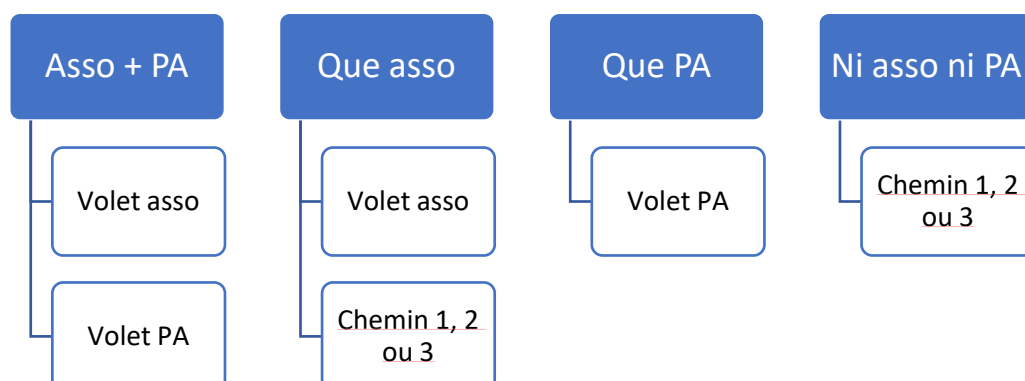 Asso + PA
Que asso
Que PA
Ni asso ni PA
Volet asso
Volet asso
Volet PA
Chemin 1, 2
ou 3
Volet PA
Chemin 1, 2
ou 3